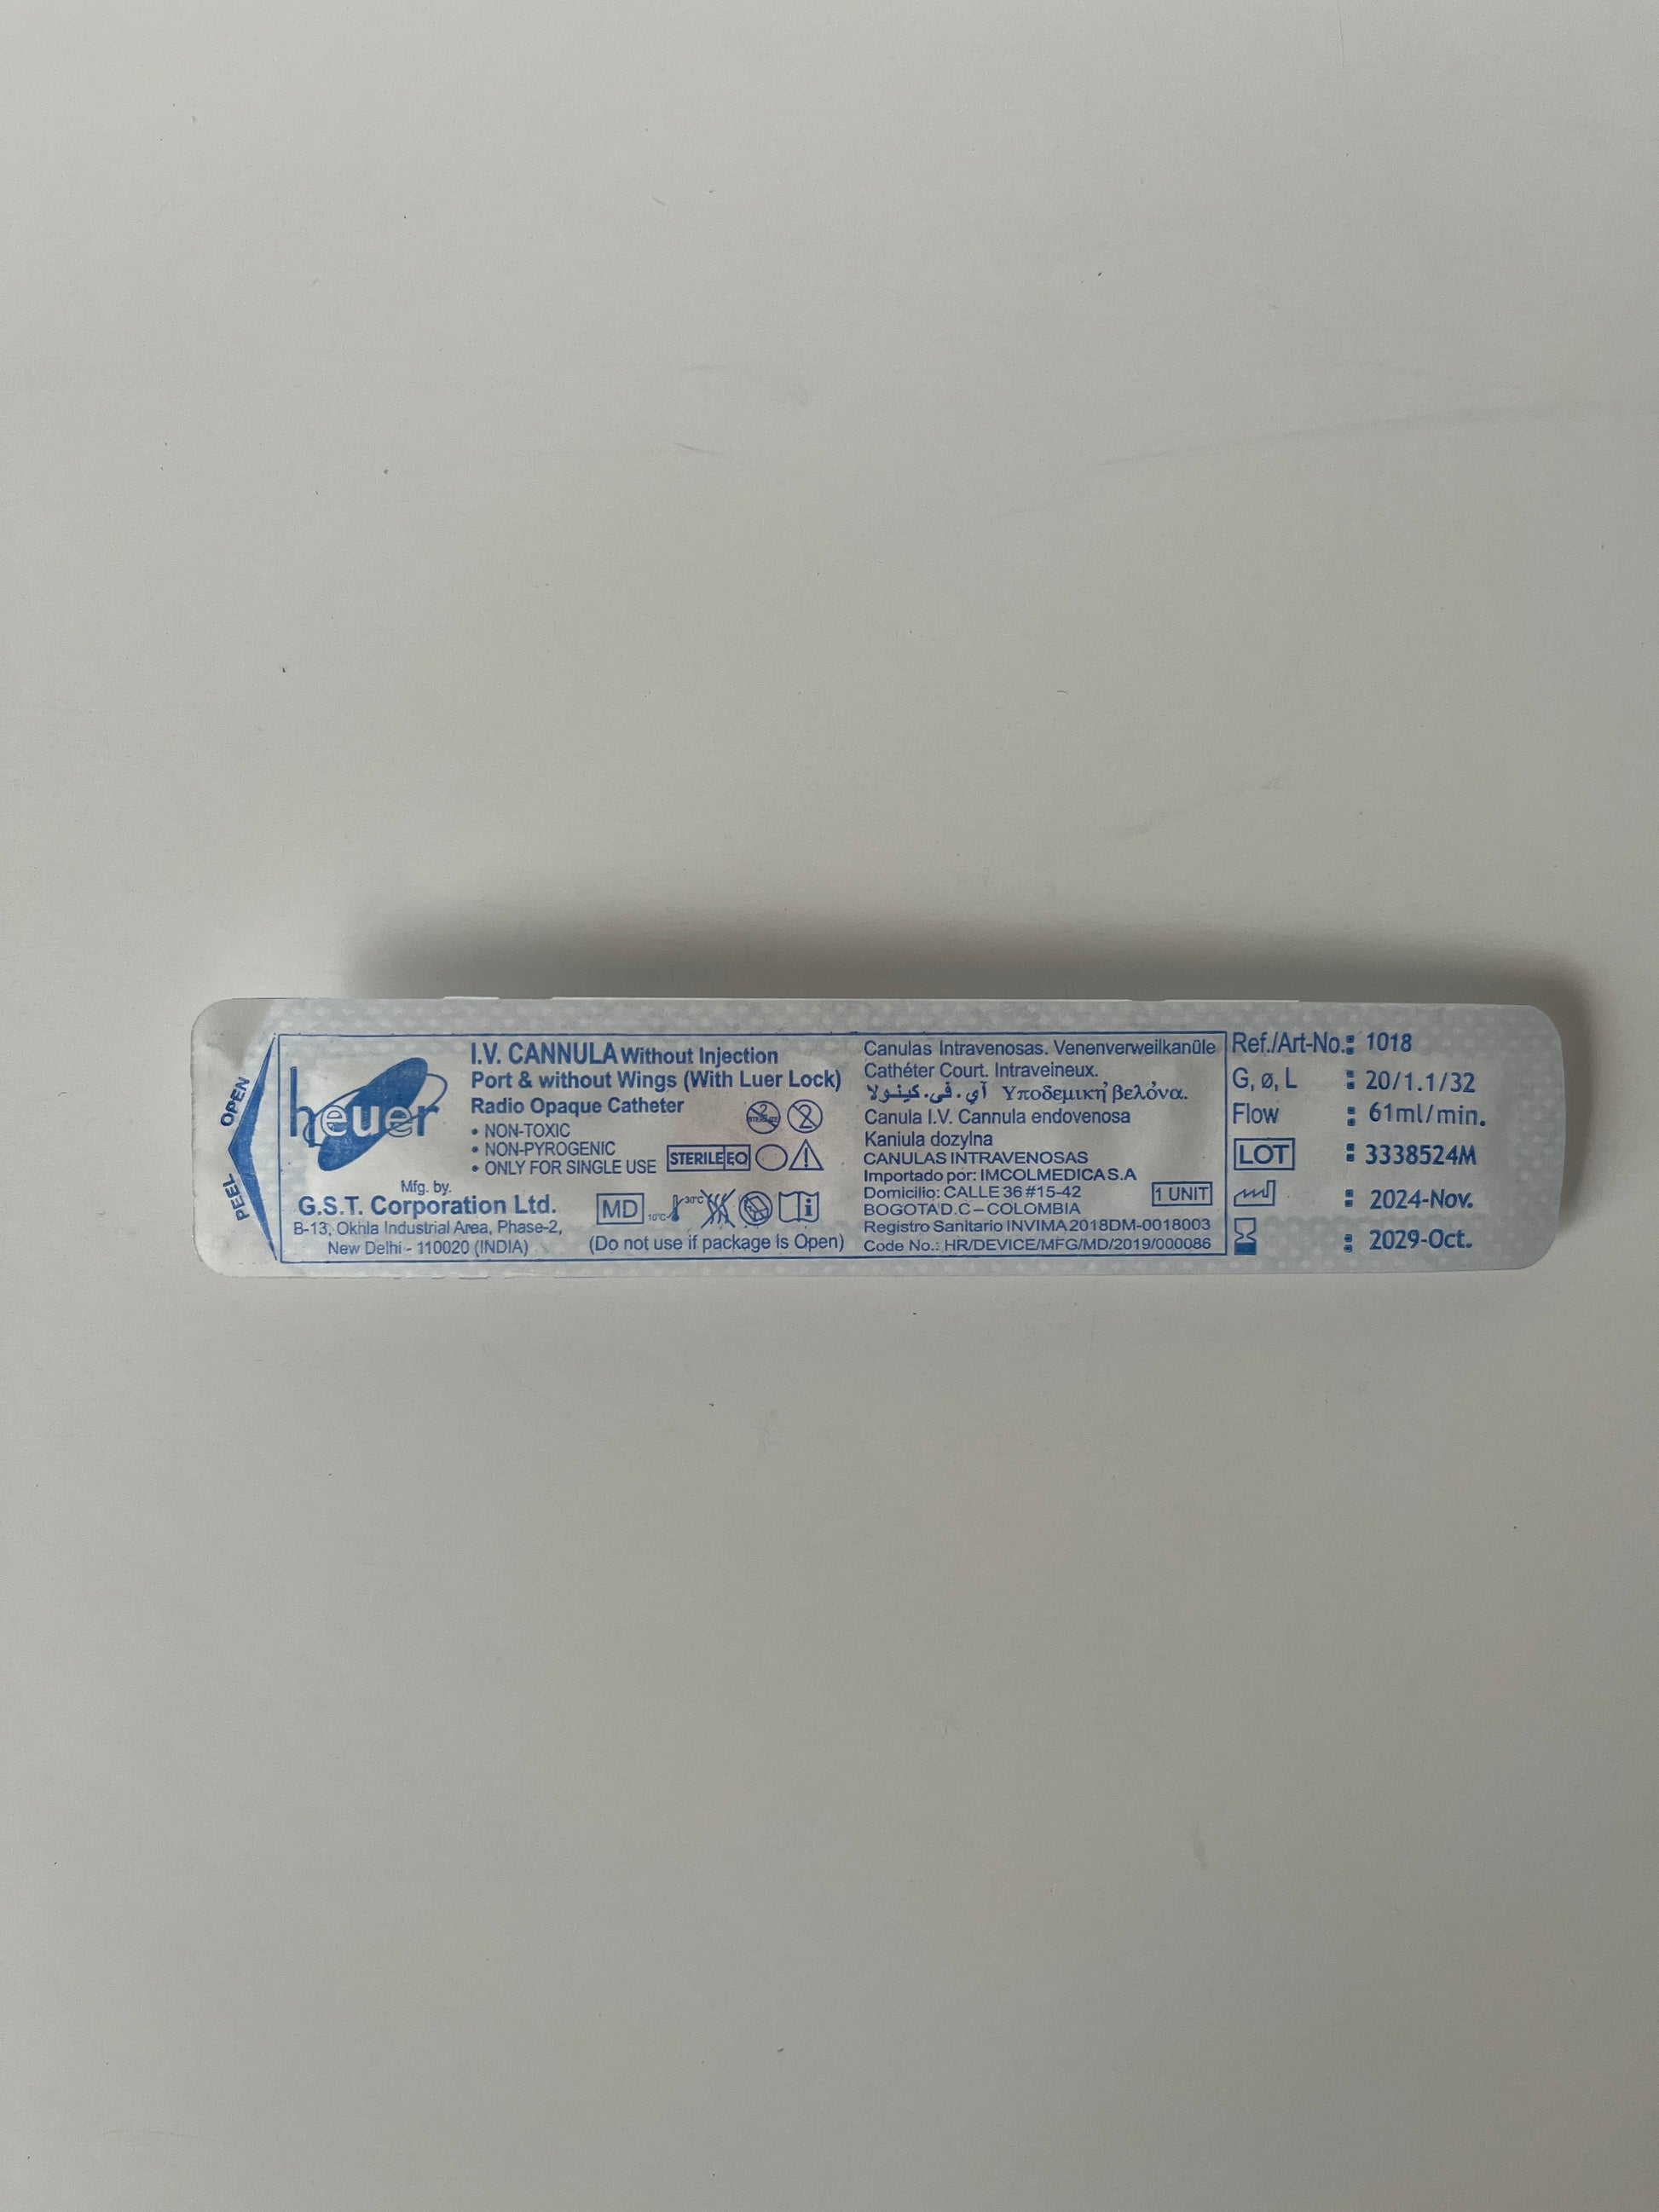 OPEN
PEEL
heuer
Mfg. by.
G.S.T. Corporation Ltd.
B-13, Okhla Industrial Area, Phase-2,
New Delhi - 110020 (INDIA)
I.V. CANNULA Without Injection
Port & without Wings (With Luer Lock)
Radio Opaque Catheter
• NON-TOXIC
• NON-PYROGENIC
• ONLY FOR SINGLE USE
2
2
STERILE EO
MD
10°C 30°C
(Do not use if package is Open)
Canulas Intravenosas. Venenverweilkanüle
Cathéter Court. Intraveineux.
آي. في. كينولا Υποδεμική βελόνα.
Canula I.V. Cannula endovenosa
Kaniula dozylna
CANULAS INTRAVENOSAS
Importado por: IMCOLMEDICA S.A
Domicilio: CALLE 36 #15-42
BOGOTA D.C – COLOMBIA
1 UNIT
Registro Sanitario INVIMA 2018DM-0018003
Code No.: HR/DEVICE/MFG/MD/2019/000086
Ref./Art-No.: 1018
G, ø, L : 20/1.1/32
Flow : 61ml/min.
LOT : 3338524M
: 2024-Nov.
: 2029-Oct.